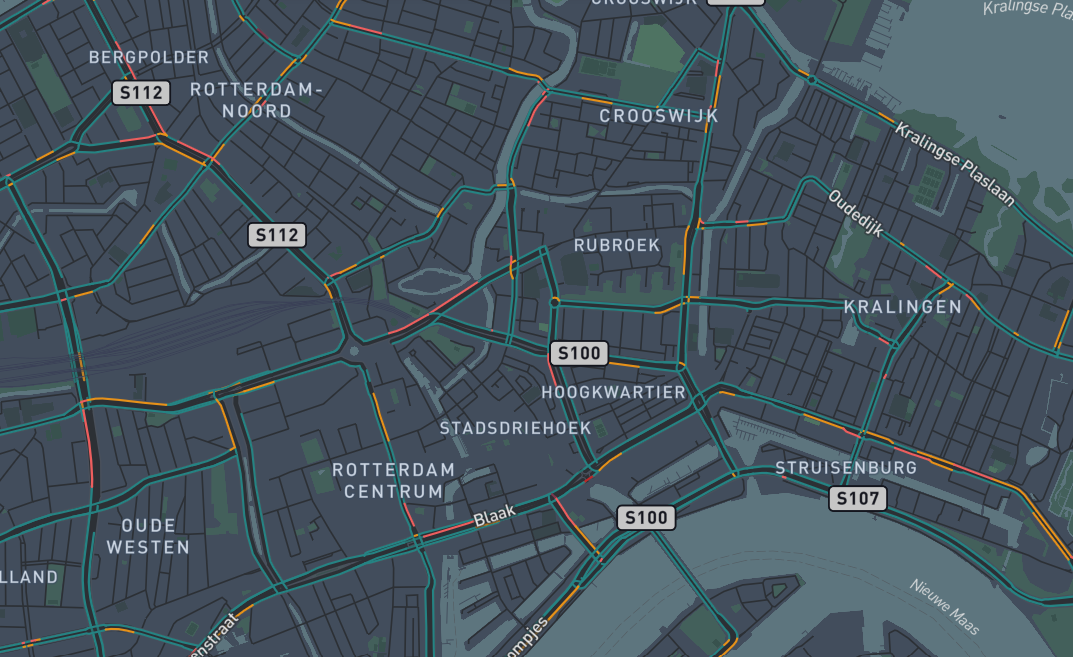 CROOSWIJK
Kralingse Pla
BERGPOLDER
S112
ROTTERDAM-
NOORD
CROOSWIJK
Kralingse Plaslaan
Oudedijk
S112
RUBROEK
KRALINGEN
S100
HOOGKWARTIER
STADSDRIEHOEK
ROTTERDAM
CENTRUM
STRUISENBURG
S107
Blaak
S100
OUDE
WESTEN
LLAND
Nieuwe Maas
enstraat
ompjes